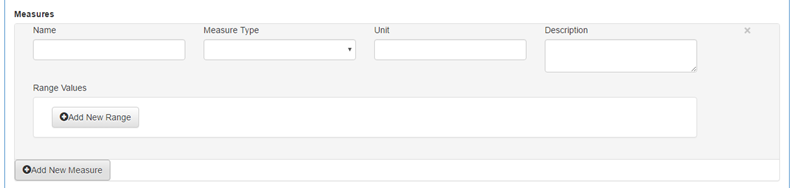 Measures
Name Measure Type Unit Description ×
Range Values
Add New Range
Add New Measure